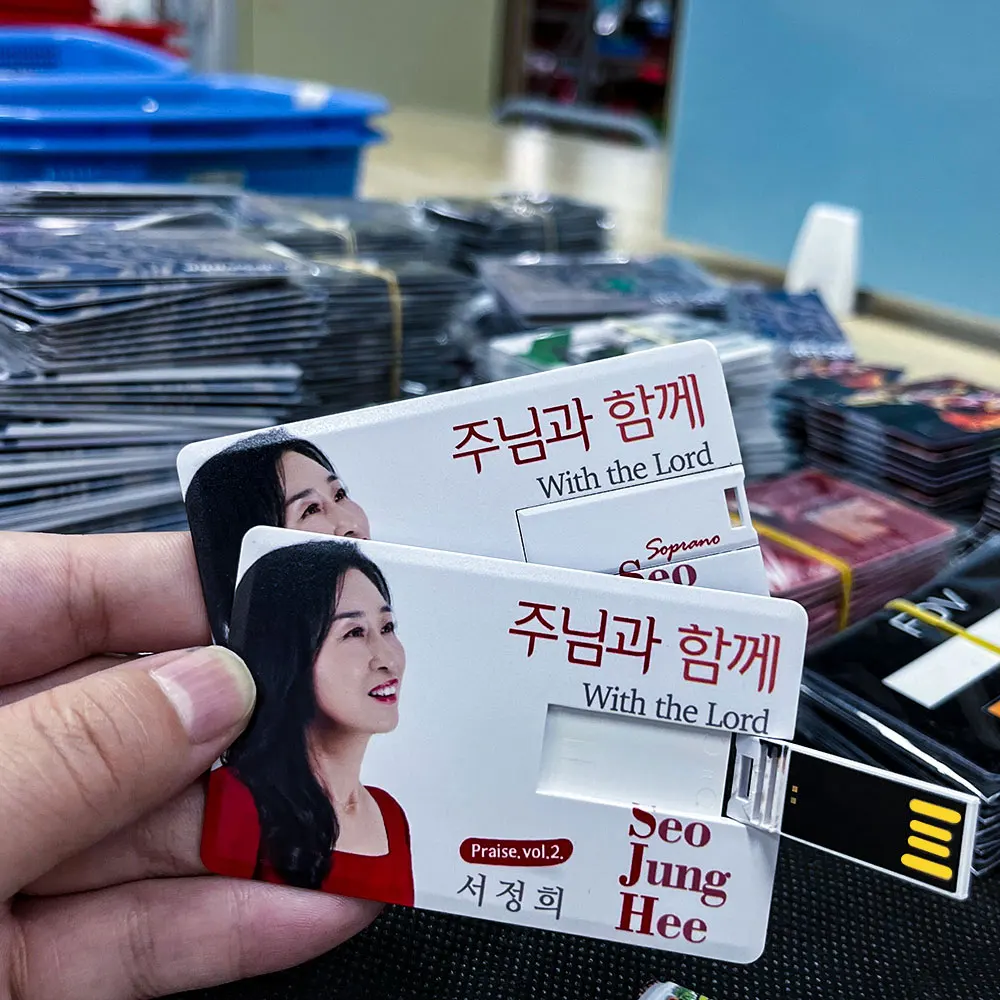 주님과 함께
With the Lord
Soprano
Seo
주님과 함께
With the Lord
Praise.vol.2.
서정희
Seo
Jung
Hee
FPV